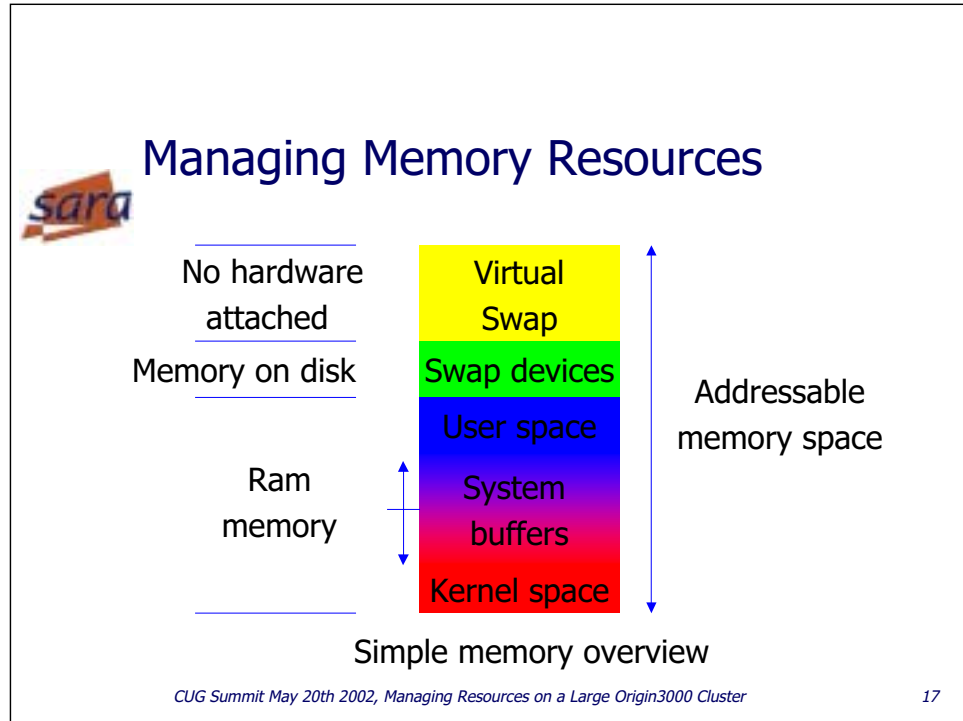 Managing Memory Resources
sara
No hardware
attached
Memory on disk
Ram
memory
Virtual
Swap
Swap devices
User space
System
buffers
Kernel space
Addressable
memory space
Simple memory overview
CUG Summit May 20th 2002, Managing Resources on a Large Origin3000 Cluster
17